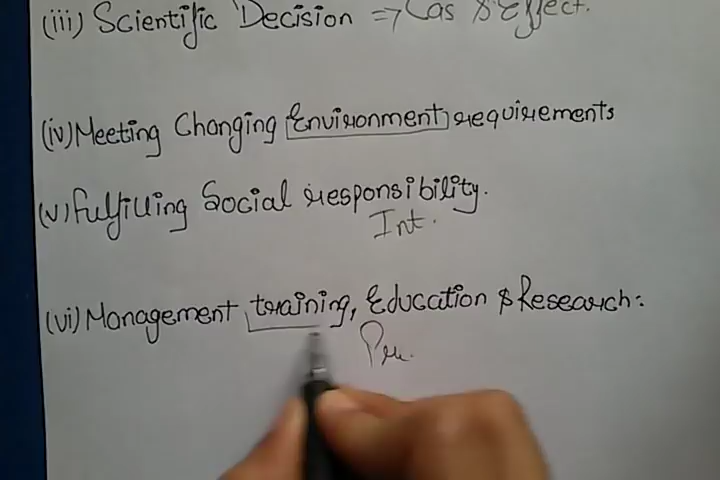 (iii) Scientific Decision => Cas & Effect.
(iv) Meeting Changing Environment requirements
(v) Fulfilling Social responsibility.
Int.
(vi) Management training, Education & Research: